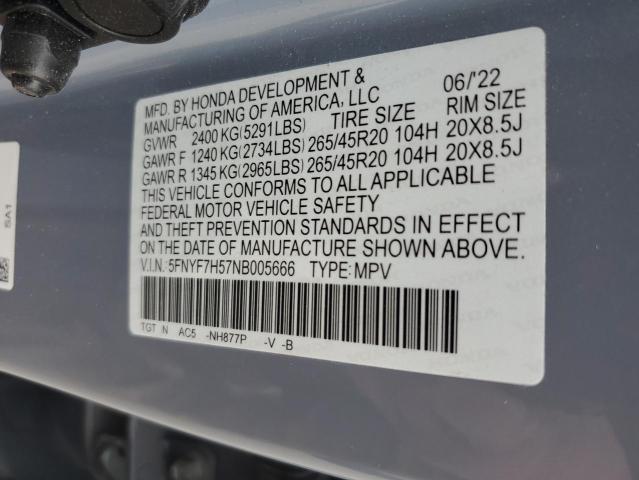 MFD. BY HONDA DEVELOPMENT & 06/'22
MANUFACTURING OF AMERICA, LLC
TIRE SIZE RIM SIZE
GVWR 2400 KG(5291LBS)
GAWR F 1240 KG(2734LBS) 265/45R20 104H 20X8.5J
GAWR R 1345 KG(2965LBS) 265/45R20 104H 20X8.5J
THIS VEHICLE CONFORMS TO ALL APPLICABLE
FEDERAL MOTOR VEHICLE SAFETY
AND THEFT PREVENTION STANDARDS IN EFFECT
ON THE DATE OF MANUFACTURE SHOWN ABOVE.
V.I.N.:5FNYF7H57NB005666 TYPE:MPV
TGT N AC5 -NH877P -V -B
SA1